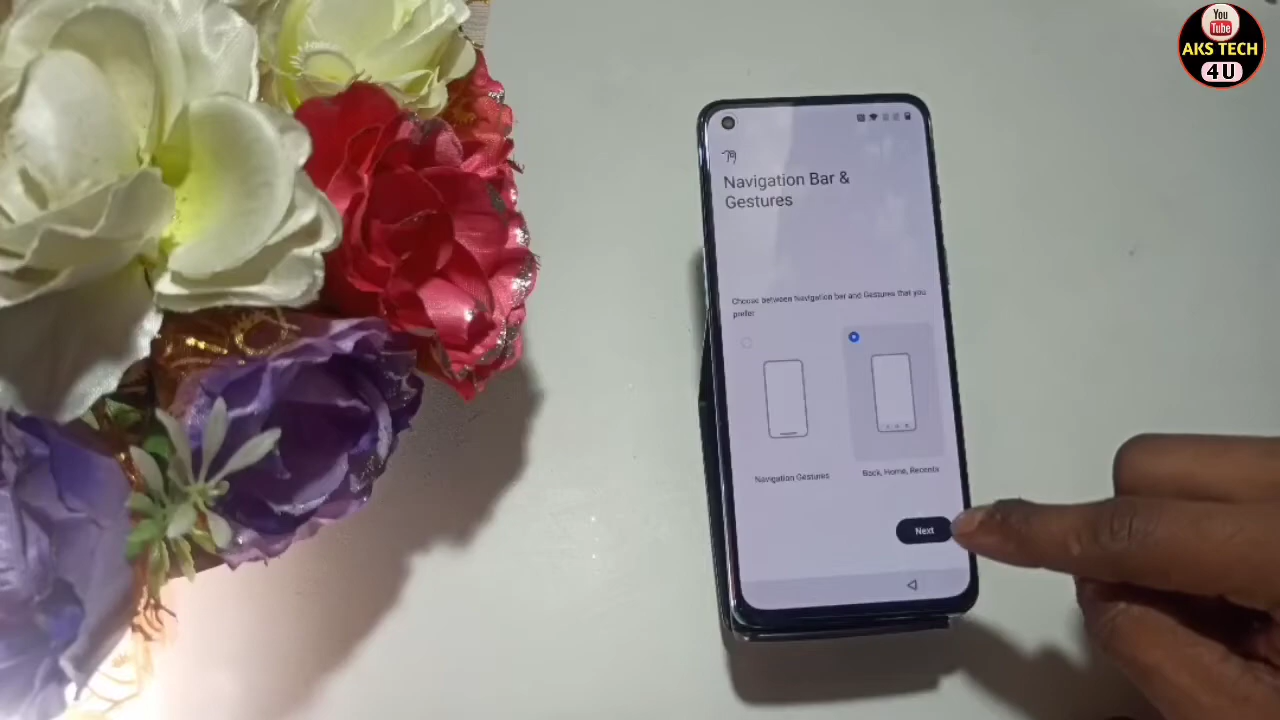 You
Tube
AKS TECH
4U
Navigation Bar &
Gestures
Choose between Navigation bar and Gestures that you
prefer
Navigation Gestures
Back, Home, Recents
Next